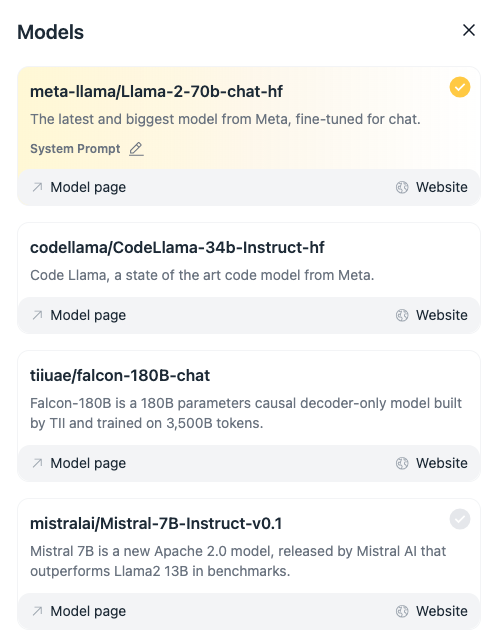 Models
meta-llama/Llama-2-70b-chat-hf
The latest and biggest model from Meta, fine-tuned for chat.
System Prompt
Model page Website
codellama/CodeLlama-34b-Instruct-hf
Code Llama, a state of the art code model from Meta.
Model page Website
tiiuae/falcon-180B-chat
Falcon-180B is a 180B parameters causal decoder-only model built
by TII and trained on 3,500B tokens.
Model page Website
mistralai/Mistral-7B-Instruct-v0.1
Mistral 7B is a new Apache 2.0 model, released by Mistral AI that
outperforms Llama2 13B in benchmarks.
Model page Website